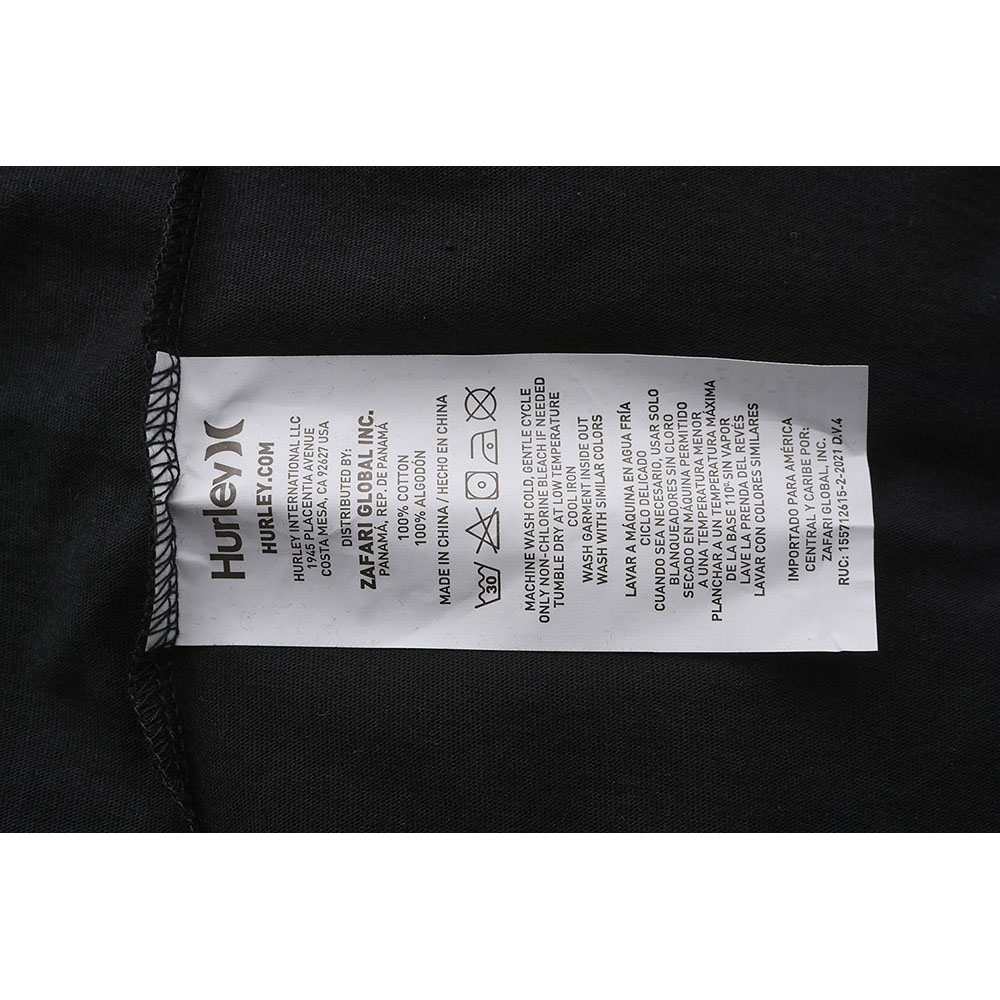 Hurley
HURLEY.COM
HURLEY INTERNATIONAL LLC
1945 PLACENTIA AVENUE
COSTA MESA, CA 92627 USA
DISTRIBUTED BY:
ZAFARI GLOBAL INC.
PANAMÁ, REP. DE PANAMÁ
100% COTTON
100% ALGODÓN
MADE IN CHINA / HECHO EN CHINA
30
MACHINE WASH COLD, GENTLE CYCLE
ONLY NON-CHLORINE BLEACH IF NEEDED
TUMBLE DRY AT LOW TEMPERATURE
COOL IRON
WASH GARMENT INSIDE OUT
WASH WITH SIMILAR COLORS
LAVAR A MÁQUINA EN AGUA FRÍA
CICLO DELICADO
CUANDO SEA NECESARIO, USAR SOLO
BLANQUEADORES SIN CLORO
SECADO EN MÁQUINA PERMITIDO
A UNA TEMPERATURA MENOR
PLANCHAR A UN TEMPERATURA MÁXIMA
DE LA BASE 110º SIN VAPOR
LAVE LA PRENDA DEL REVÉS
LAVAR CON COLORES SIMILARES
IMPORTADO PARA AMÉRICA
CENTRAL Y CARIBE POR:
ZAFARI GLOBAL, INC.
RUC: 155712615-2-2021 D.V.4